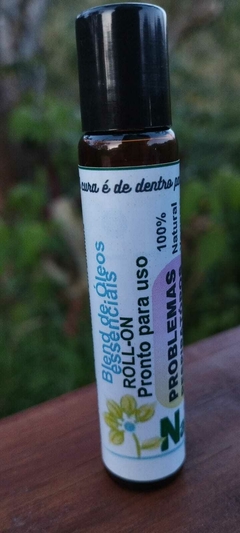 cura é de dentro
Blend de Óleos
essenciais
ROLL-ON
Pronto para uso
100%
Natural
PROBLEMAS
N